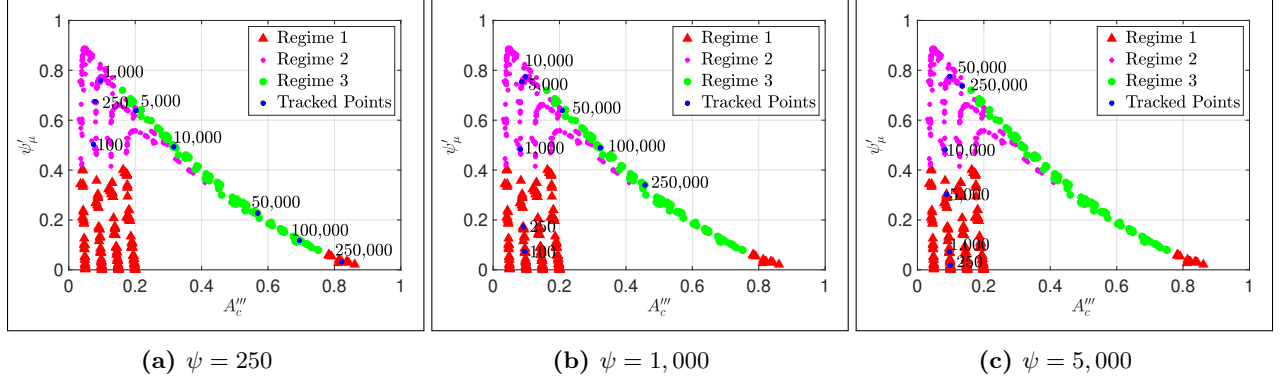 1
0.8
0.6
0.4
0.2
0
0
0.2
0.4
0.6
0.8
1
ψ′μ
A‴c
Regime 1
Regime 2
Regime 3
Tracked Points
1,000
250
5,000
100
10,000
50,000
100,000
250,000
(a) ψ = 250
1
0.8
0.6
0.4
0.2
0
0
0.2
0.4
0.6
0.8
1
ψ′μ
A‴c
Regime 1
Regime 2
Regime 3
Tracked Points
10,000
5,000
50,000
1,000
100,000
250,000
250
100
(b) ψ = 1,000
1
0.8
0.6
0.4
0.2
0
0
0.2
0.4
0.6
0.8
1
ψ′μ
A‴c
Regime 1
Regime 2
Regime 3
Tracked Points
50,000
250,000
10,000
5,000
1,000
250
(c) ψ = 5,000